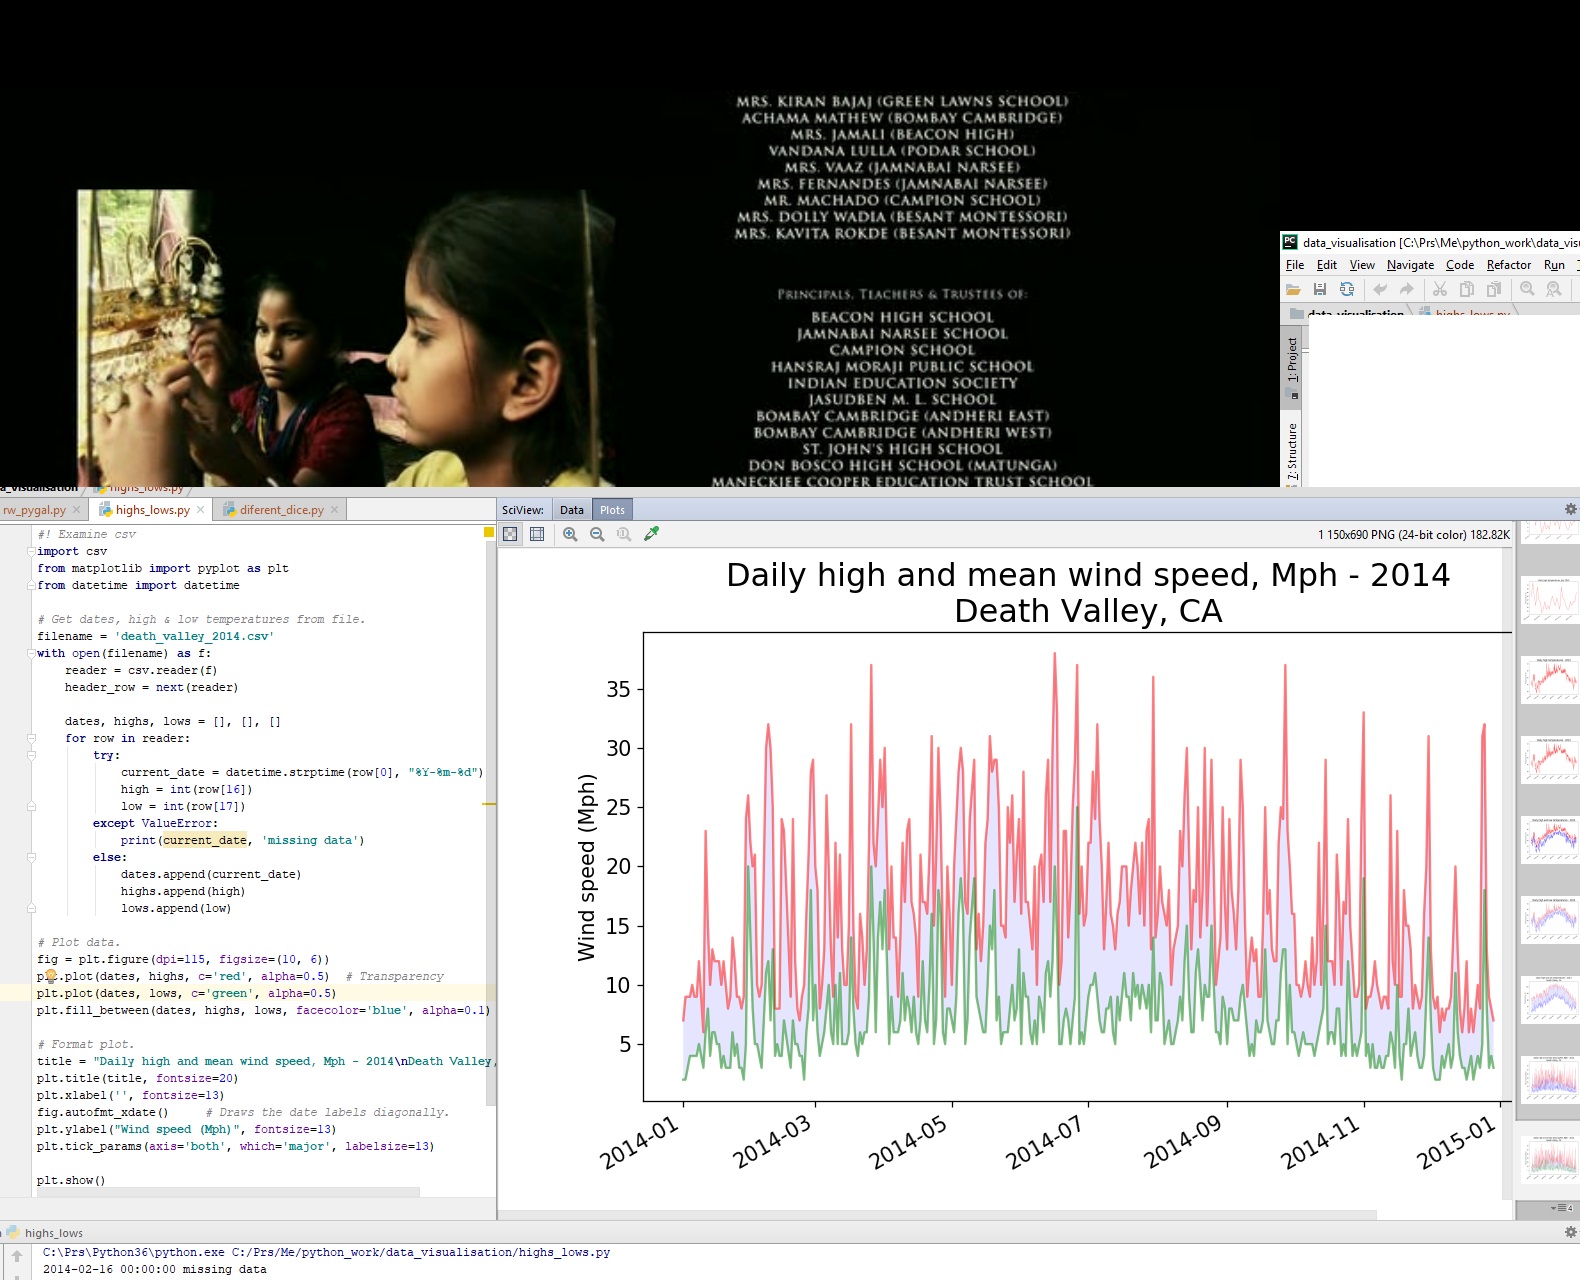 MRS. KIRAN BAJAJ (GREEN LAWNS SCHOOL)
ACHAMA MATHEW (BOMBAY CAMBRIDGE)
MRS. JAMALI (BEACON HIGH)
VANDANA LULLA (PODAR SCHOOL)
MRS. VAAZ (JAMNABAI NARSEE)
MRS. FERNANDES (JAMNABAI NARSEE)
MR. MACHADO (CAMPION SCHOOL)
MRS. DOLLY WADIA (BESANT MONTESSORI)
MRS. KAVITA ROKDE (BESANT MONTESSORI)
PRINCIPALS, TEACHERS & TRUSTEES OF:
BEACON HIGH SCHOOL
JAMNABAI NARSEE SCHOOL
CAMPION SCHOOL
HANSRAJ MORAJI PUBLIC SCHOOL
INDIAN EDUCATION SOCIETY
JASUDBEN M. L. SCHOOL
BOMBAY CAMBRIDGE (ANDHERI EAST)
BOMBAY CAMBRIDGE (ANDHERI WEST)
ST. JOHN'S HIGH SCHOOL
DON BOSCO HIGH SCHOOL (MATUNGA)
MANECKJEE COOPER EDUCATION TRUST SCHOOL
PC data_visualisation [C:\Prs\Me\python_work\data_visu
File Edit View Navigate Code Refactor Run
data_visualisation highs_lows.py
1: Project
7: Structure
a_visualisation highs_lows.py
rw_pygal.py highs_lows.py diferent_dice.py
#! Examine csv
import csv
from matplotlib import pyplot as plt
from datetime import datetime
# Get dates, high & low temperatures from file.
filename = 'death_valley_2014.csv'
with open(filename) as f:
reader = csv.reader(f)
header_row = next(reader)
dates, highs, lows = [], [], []
for row in reader:
try:
current_date = datetime.strptime(row[0], "%Y-%m-%d")
high = int(row[16])
low = int(row[17])
except ValueError:
print(current_date, 'missing data')
else:
dates.append(current_date)
highs.append(high)
lows.append(low)
# Plot data.
fig = plt.figure(dpi=115, figsize=(10, 6))
plt.plot(dates, highs, c='red', alpha=0.5) # Transparency
plt.plot(dates, lows, c='green', alpha=0.5)
plt.fill_between(dates, highs, lows, facecolor='blue', alpha=0.1)
# Format plot.
title = "Daily high and mean wind speed, Mph - 2014\nDeath Valley,
plt.title(title, fontsize=20)
plt.xlabel('', fontsize=13)
fig.autofmt_xdate() # Draws the date labels diagonally.
plt.ylabel("Wind speed (Mph)", fontsize=13)
plt.tick_params(axis='both', which='major', labelsize=13)
plt.show()
SciView: Data Plots
1 150x690 PNG (24-bit color) 182.82K
Daily high and mean wind speed, Mph - 2014
Death Valley, CA
Wind speed (Mph)
35
30
25
20
15
10
5
2014-01 2014-03 2014-05 2014-07 2014-09 2014-11 2015-01
4
highs_lows
C:\Prs\Python36\python.exe C:/Prs/Me/python_work/data_visualisation/highs_lows.py
2014-02-16 00:00:00 missing data